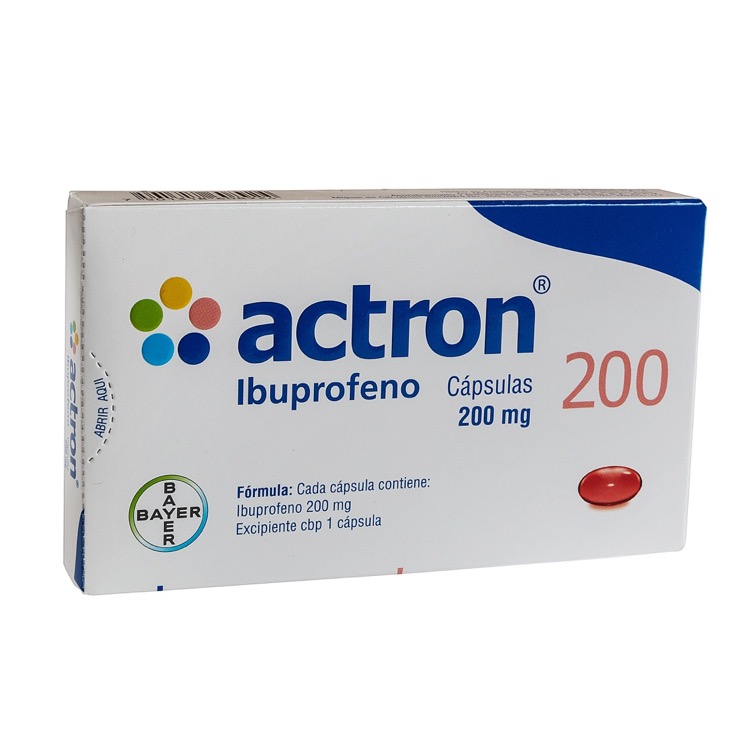 actron®
Ibuprofeno
Cápsulas
200 mg
200
Fórmula: Cada cápsula contiene:
Ibuprofeno 200 mg
Excipiente cbp 1 cápsula
BAYER
BAYER
ABRIR AQUÍ
actron®